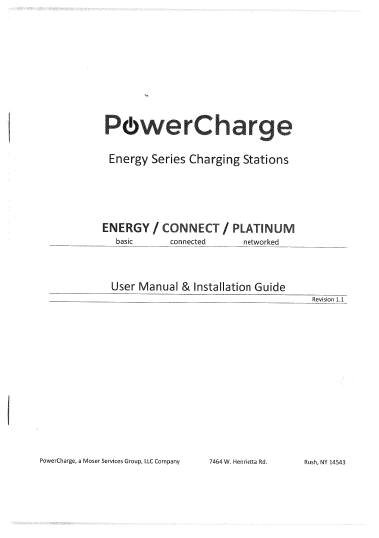 PowerCharge
Energy Series Charging Stations
ENERGY / CONNECT / PLATINUM
basic connected networked
User Manual & Installation Guide
Revision 1.1
PowerCharge, a Moser Services Group, LLC Company 7464 W. Henrietta Rd. Rush, NY 14543